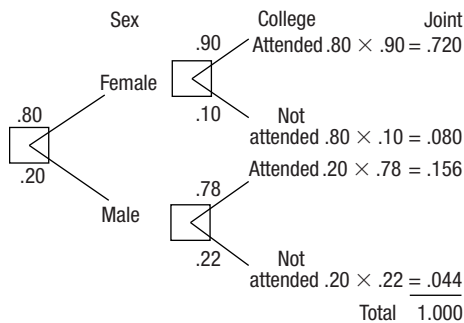 Sex College Joint
.90 Attended .80 × .90 = .720
Female
.80 .10 Not
attended .80 × .10 = .080
.20 .78 Attended .20 × .78 = .156
Male
.22 Not
attended .20 × .22 = .044
Total 1.000